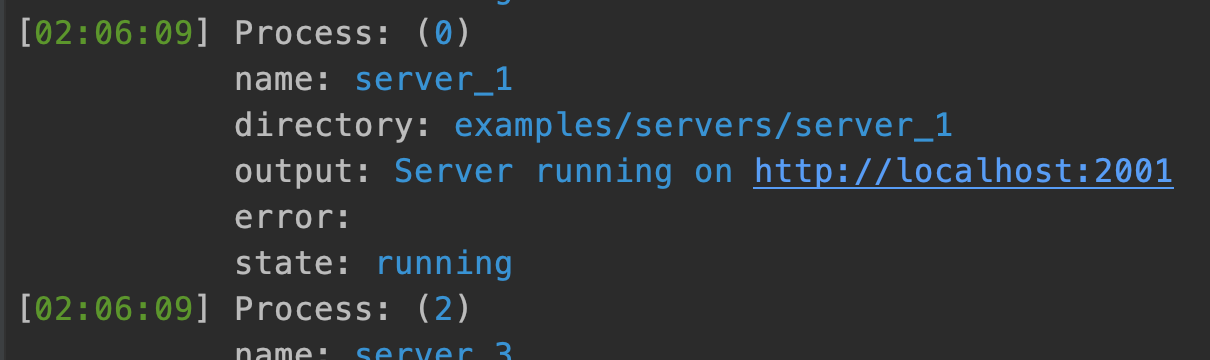 [02:06:09] Process: (0)
name: server_1
directory: examples/servers/server_1
output: Server running on http://localhost:2001
error:
state: running
[02:06:09] Process: (2)
name: server_3